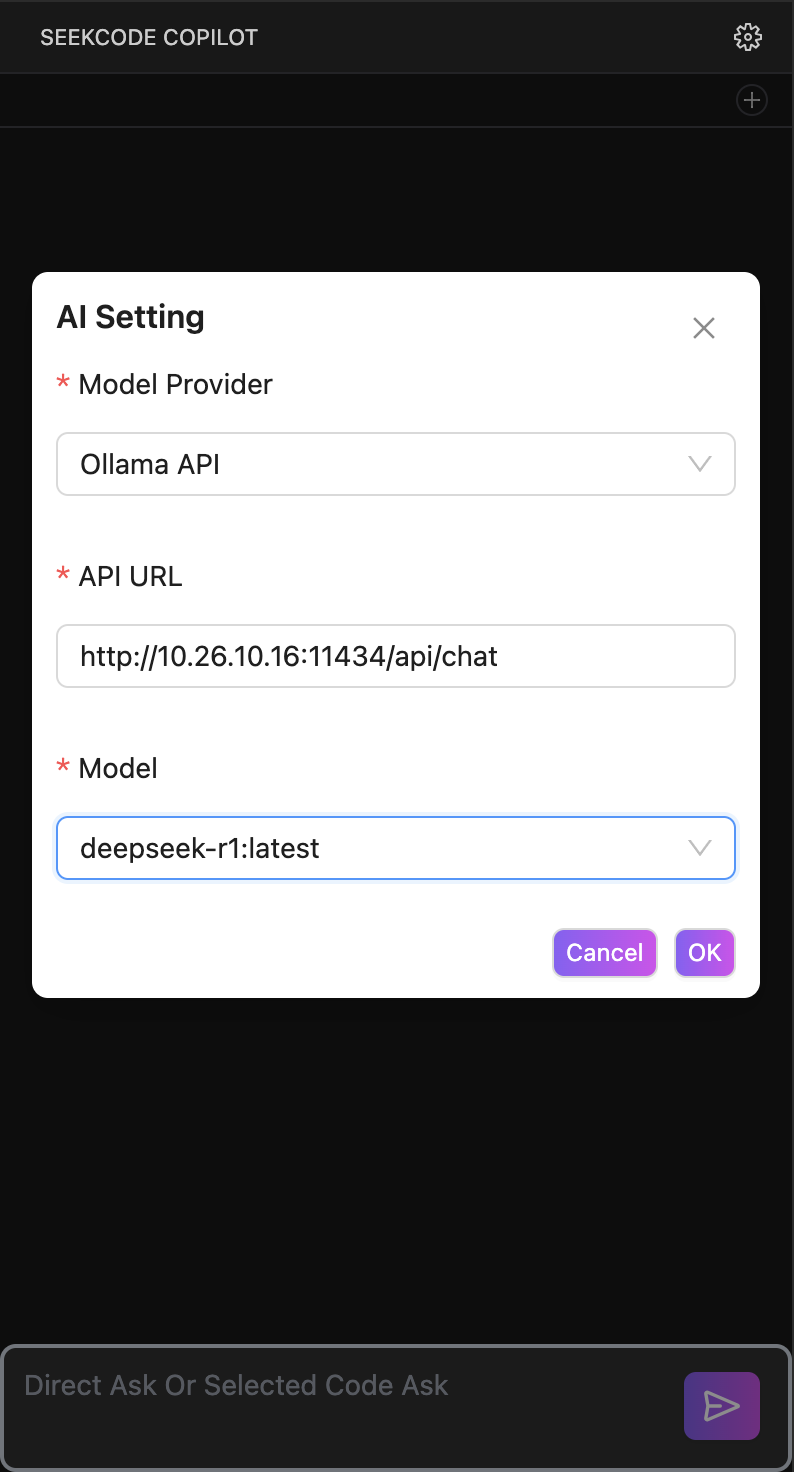 SEEKCODE COPILOT
AI Setting
* Model Provider
Ollama API
* API URL
http://10.26.10.16:11434/api/chat
* Model
deepseek-r1:latest
Cancel
OK
Direct Ask Or Selected Code Ask